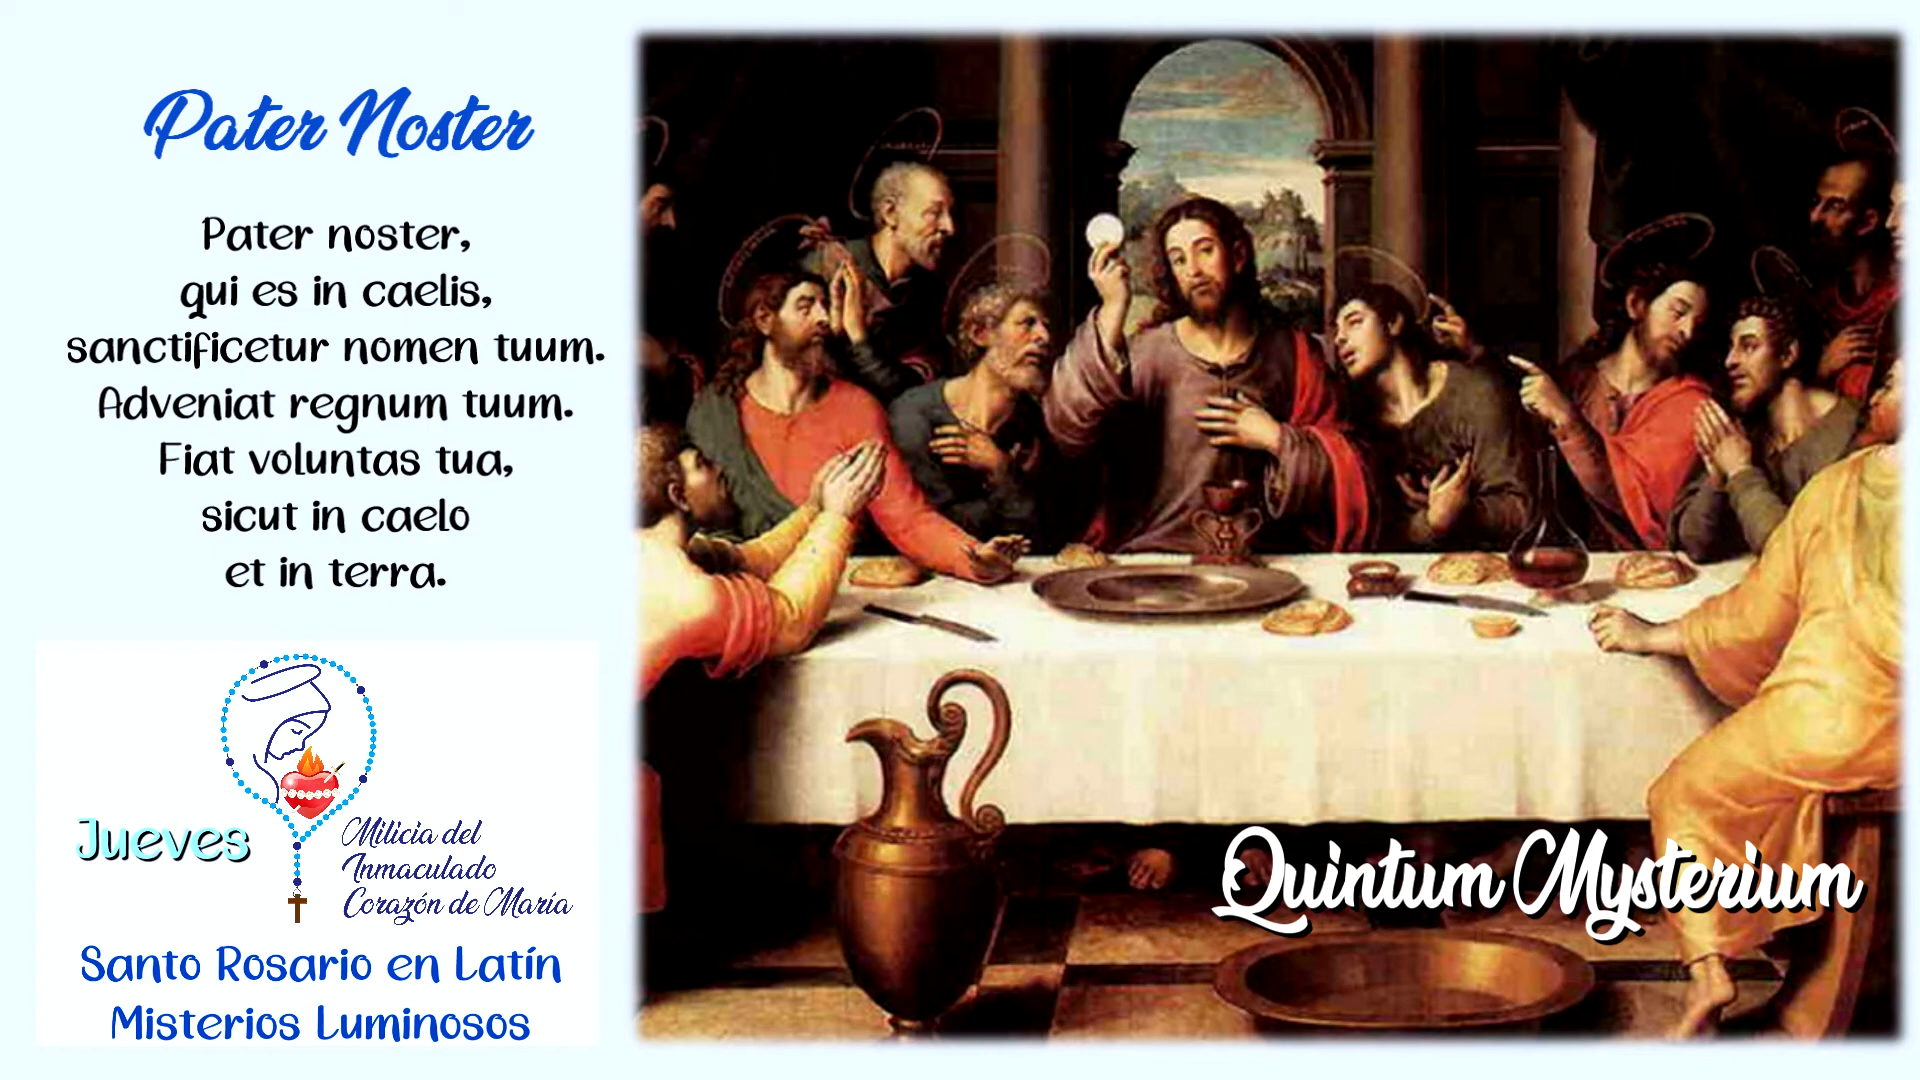 Pater Noster
Pater noster,
qui es in caelis,
sanctificetur nomen tuum.
Adveniat regnum tuum.
Fiat voluntas tua,
sicut in caelo
et in terra.
Jueves
Milicia del
Inmaculado
Corazón de María
Santo Rosario en Latín
Misterios Luminosos
Quintum Mysterium